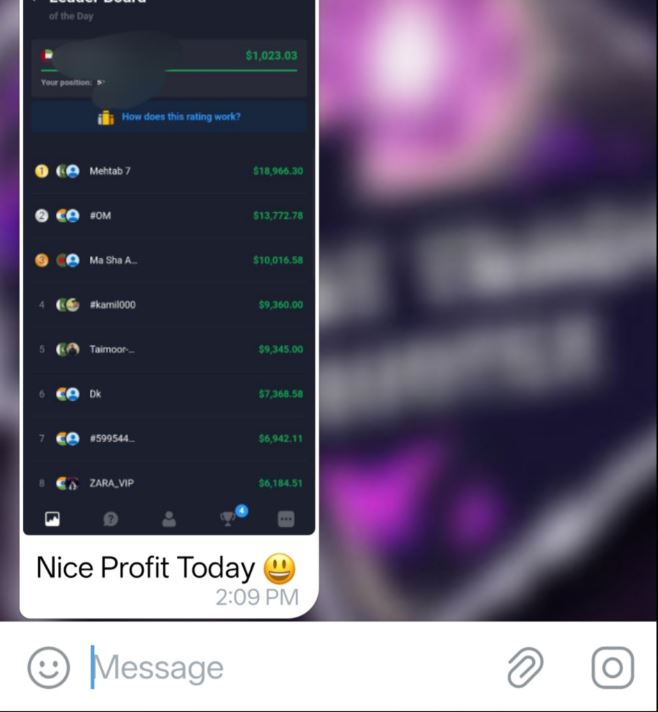 Leader Board
of the Day
$1,023.03
Your position:
How does this rating work?
1 Mehtab 7 $18,966.30
2 #OM $13,772.78
3 Ma Sha A... $10,016.58
4 #kamil000 $9,360.00
5 Taimoor-... $9,345.00
6 Dk $7,368.58
7 #599544... $6,942.11
8 ZARA_VIP $6,184.51
4
Nice Profit Today 😃
2:09 PM
Message